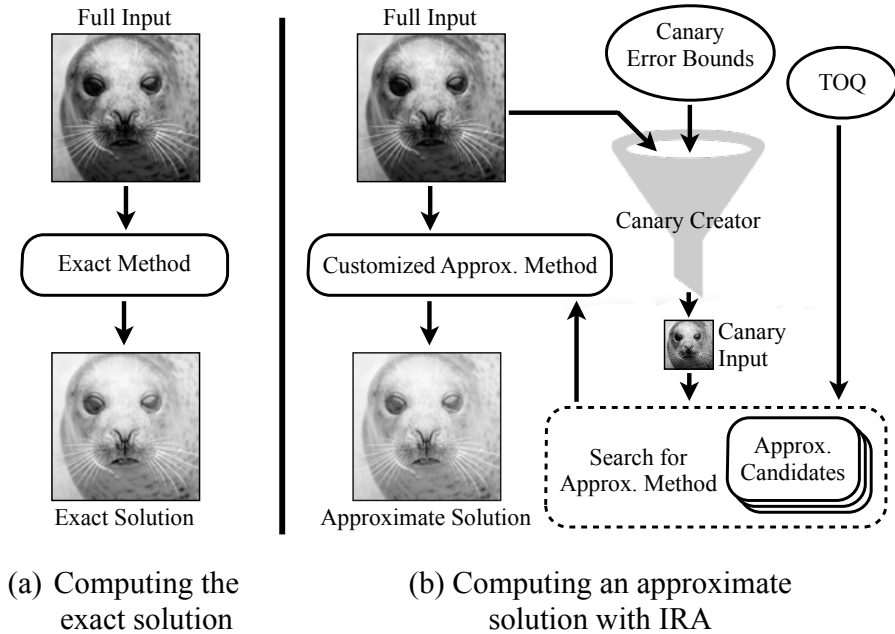 Full Input
Exact Method
Exact Solution
(a) Computing the
exact solution
Full Input
Canary
Error Bounds
TOQ
Canary Creator
Customized Approx. Method
Canary
Input
Search for
Approx. Method
Approx.
Candidates
Approximate Solution
(b) Computing an approximate
solution with IRA